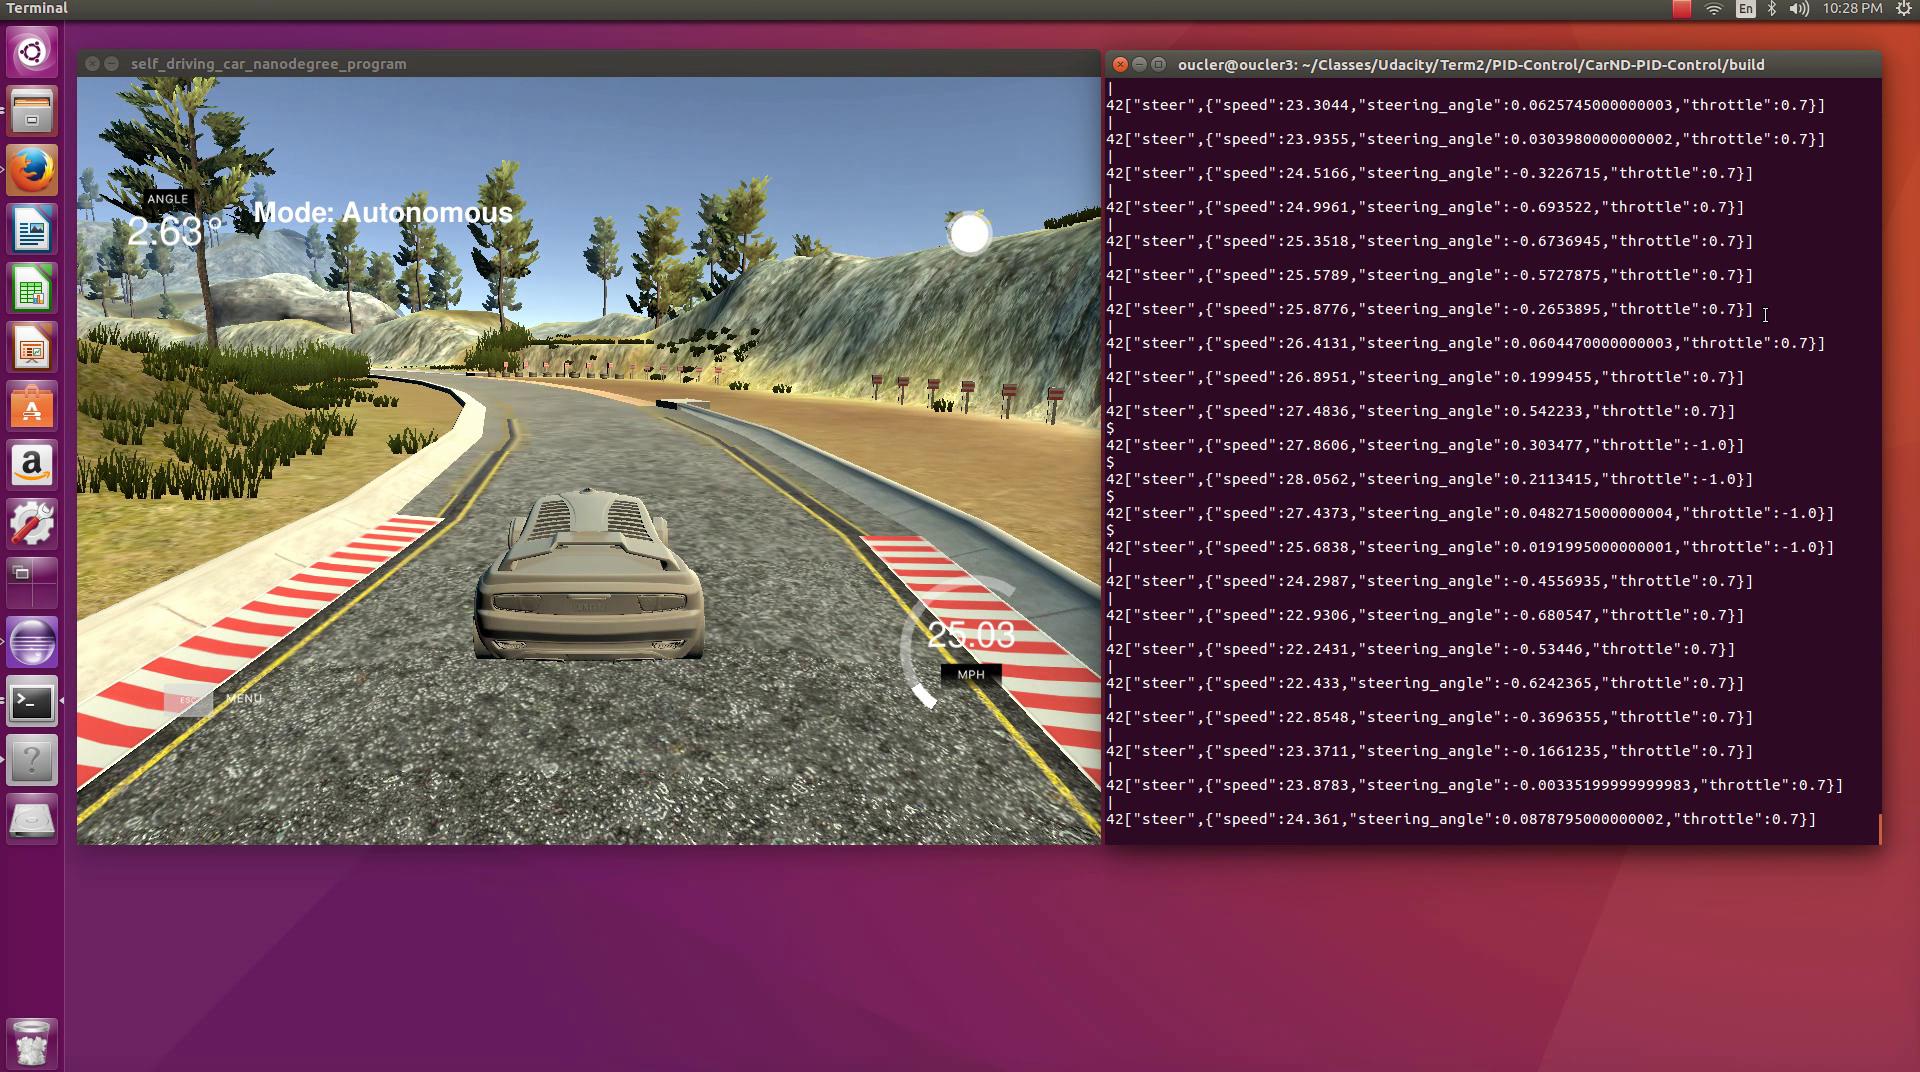 Terminal
En
10:28 PM
self_driving_car_nanodegree_program
ANGLE
2.63°
Mode: Autonomous
25.03
MPH
ESC
MENU
oucler@oucler3: ~/Classes/Udacity/Term2/PID-Control/CarND-PID-Control/build
|
42["steer",{"speed":23.3044,"steering_angle":0.0625745000000003,"throttle":0.7}]
|
42["steer",{"speed":23.9355,"steering_angle":0.0303980000000002,"throttle":0.7}]
|
42["steer",{"speed":24.5166,"steering_angle":-0.3226715,"throttle":0.7}]
|
42["steer",{"speed":24.9961,"steering_angle":-0.693522,"throttle":0.7}]
|
42["steer",{"speed":25.3518,"steering_angle":-0.6736945,"throttle":0.7}]
|
42["steer",{"speed":25.5789,"steering_angle":-0.5727875,"throttle":0.7}]
|
42["steer",{"speed":25.8776,"steering_angle":-0.2653895,"throttle":0.7}]
|
42["steer",{"speed":26.4131,"steering_angle":0.0604470000000003,"throttle":0.7}]
|
42["steer",{"speed":26.8951,"steering_angle":0.1999455,"throttle":0.7}]
|
42["steer",{"speed":27.4836,"steering_angle":0.542233,"throttle":0.7}]
$
42["steer",{"speed":27.8606,"steering_angle":0.303477,"throttle":-1.0}]
$
42["steer",{"speed":28.0562,"steering_angle":0.2113415,"throttle":-1.0}]
$
42["steer",{"speed":27.4373,"steering_angle":0.0482715000000004,"throttle":-1.0}]
$
42["steer",{"speed":25.6838,"steering_angle":0.0191995000000001,"throttle":-1.0}]
|
42["steer",{"speed":24.2987,"steering_angle":-0.4556935,"throttle":0.7}]
|
42["steer",{"speed":22.9306,"steering_angle":-0.680547,"throttle":0.7}]
|
42["steer",{"speed":22.2431,"steering_angle":-0.53446,"throttle":0.7}]
|
42["steer",{"speed":22.433,"steering_angle":-0.6242365,"throttle":0.7}]
|
42["steer",{"speed":22.8548,"steering_angle":-0.3696355,"throttle":0.7}]
|
42["steer",{"speed":23.3711,"steering_angle":-0.1661235,"throttle":0.7}]
|
42["steer",{"speed":23.8783,"steering_angle":-0.00335199999999983,"throttle":0.7}]
|
42["steer",{"speed":24.361,"steering_angle":0.0878795000000002,"throttle":0.7}]